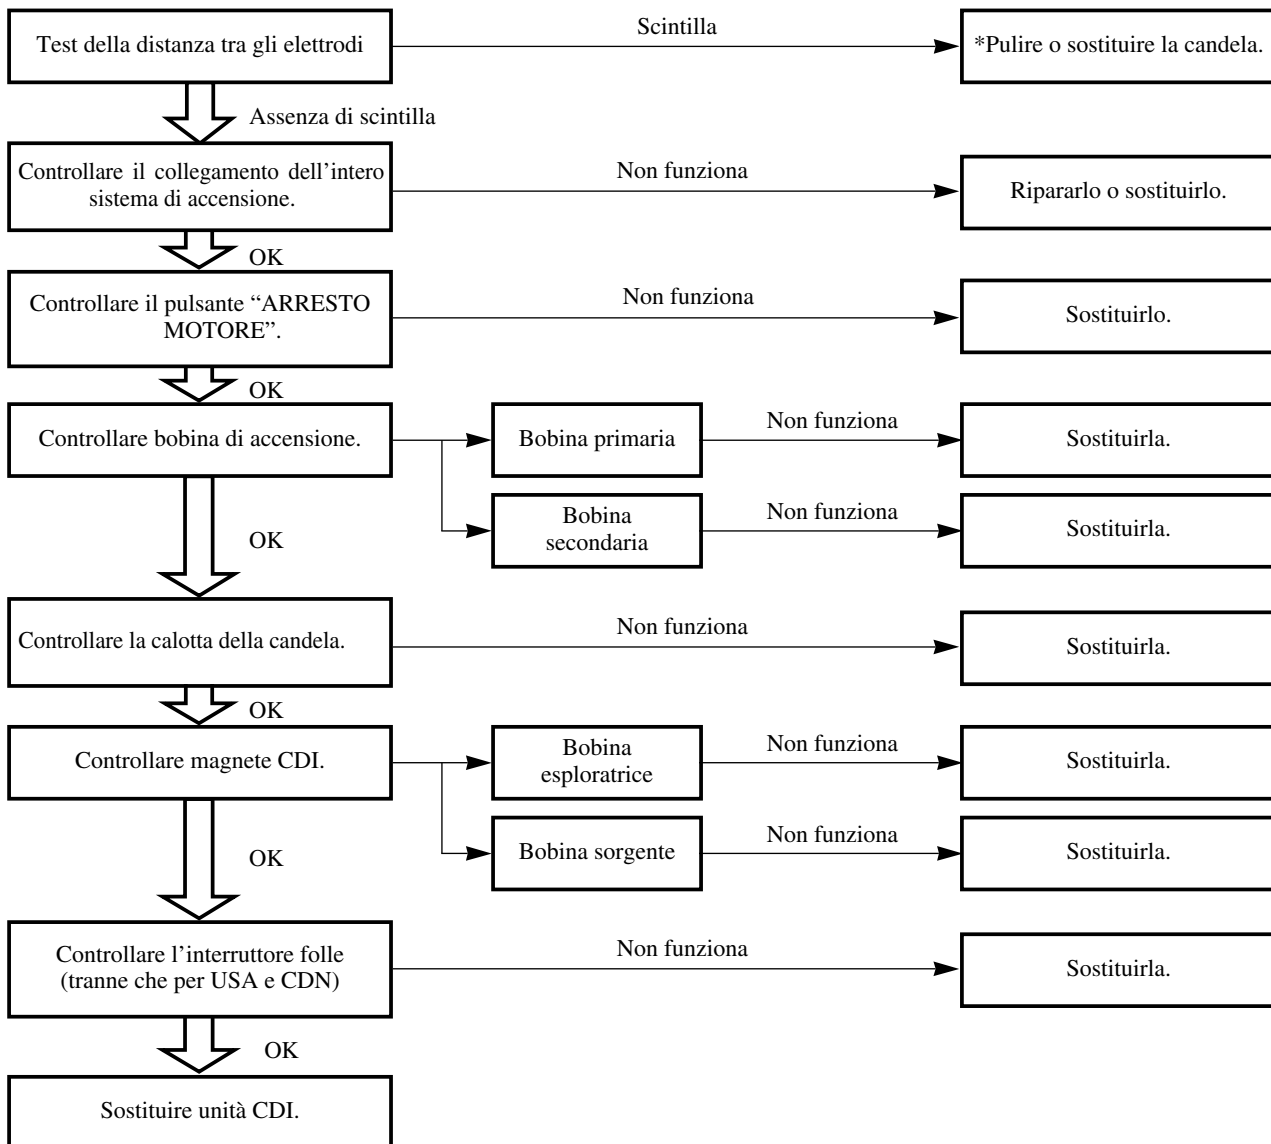 Test della distanza tra gli elettrodi
Scintilla
*Pulire o sostituire la candela.
Assenza di scintilla
Controllare il collegamento dell’intero
sistema di accensione.
Non funziona
Ripararlo o sostituirlo.
OK
Controllare il pulsante “ARRESTO
MOTORE”.
Non funziona
Sostituirlo.
OK
Controllare bobina di accensione.
Bobina primaria
Non funziona
Sostituirla.
Bobina
secondaria
Non funziona
Sostituirla.
OK
Controllare la calotta della candela.
Non funziona
Sostituirla.
OK
Controllare magnete CDI.
Bobina
esploratrice
Non funziona
Sostituirla.
Bobina sorgente
Non funziona
Sostituirla.
OK
Controllare l’interruttore folle
(tranne che per USA e CDN)
Non funziona
Sostituirla.
OK
Sostituire unità CDI.